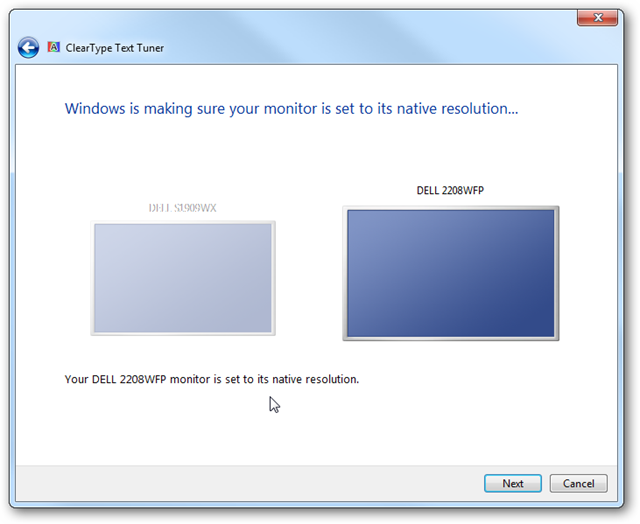 ClearType Text Tuner
Windows is making sure your monitor is set to its native resolution...
DELL 2208WFP
DELL S1909WX
Your DELL 2208WFP monitor is set to its native resolution.
Next
Cancel